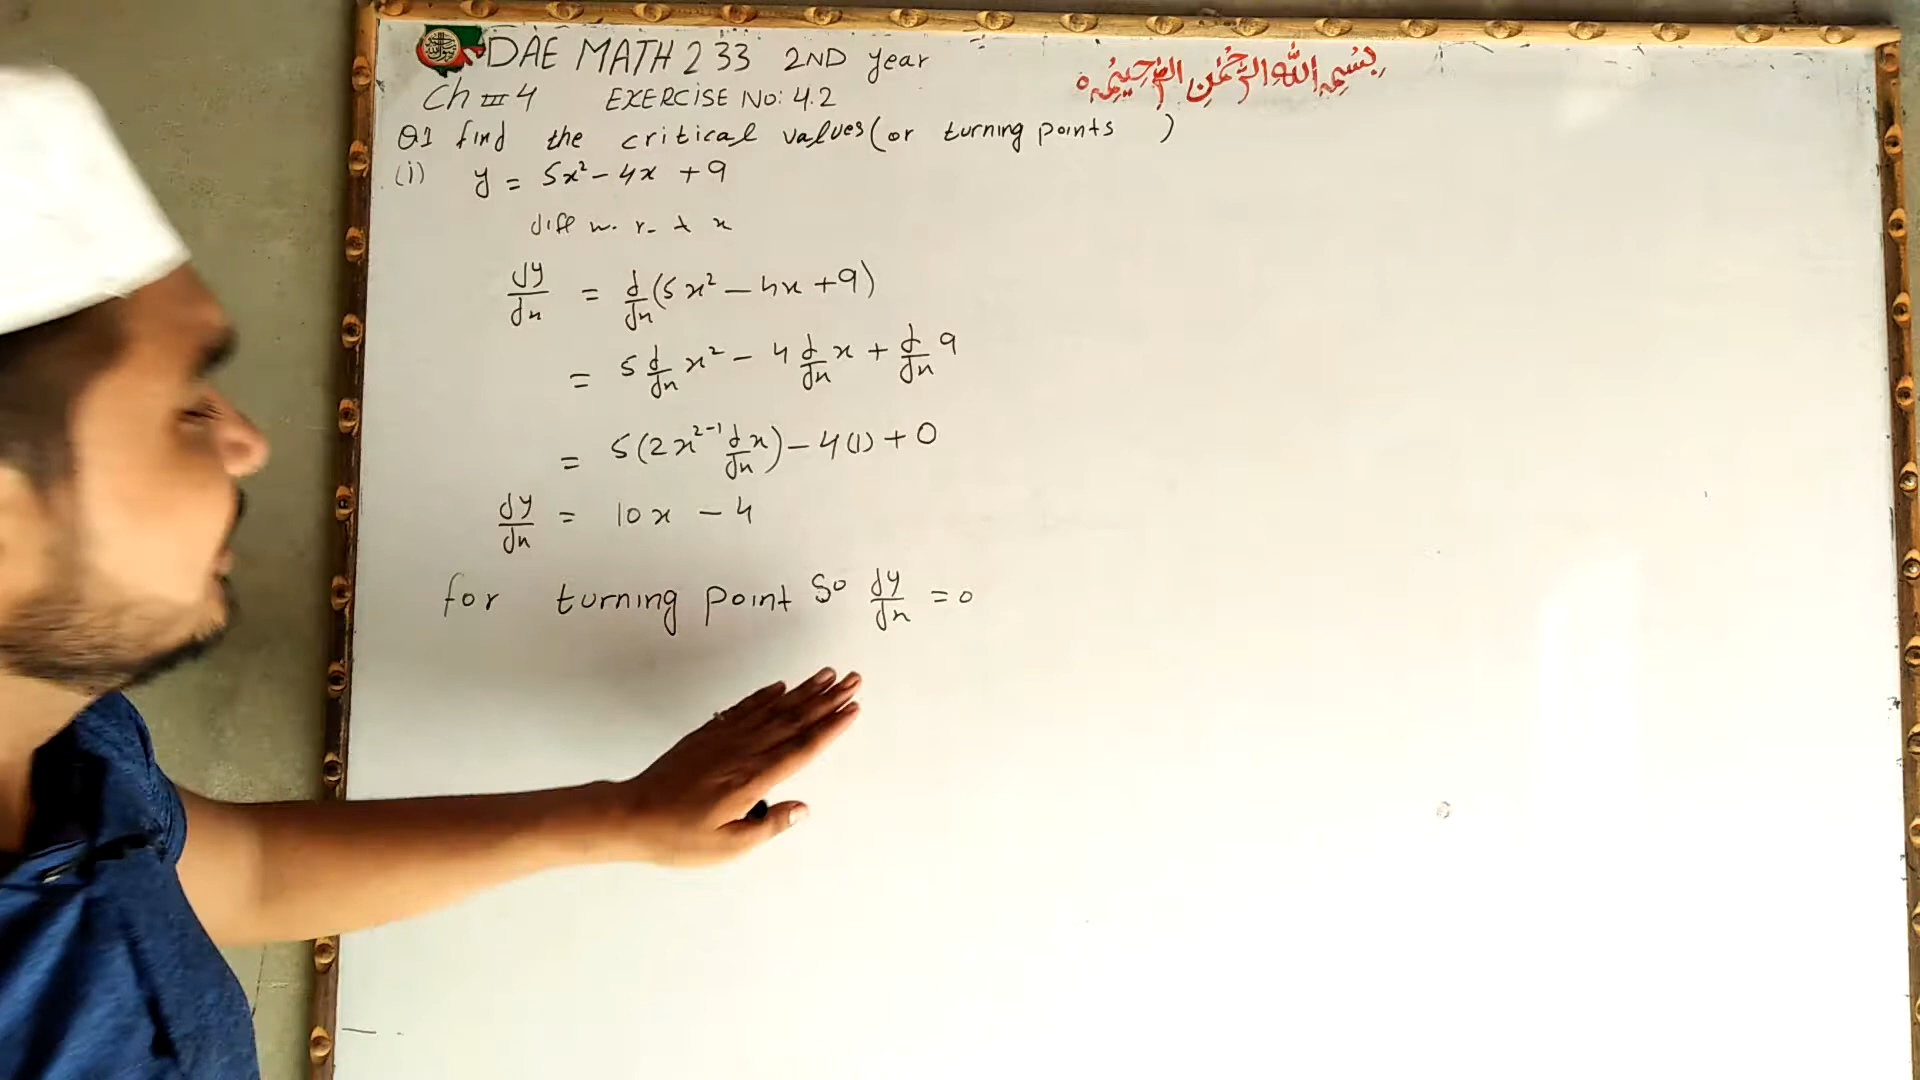 DAE MATH 233 2ND year
بِسْمِ اللّٰهِ الرَّحْمٰنِ الرَّحِيْمِ ه
Ch = 4 EXERCISE No: 4.2
Q1 find the critical values (or turning points )
(i) y = 5x² - 4x + 9
diff w. r. t x
dy/dx = d/dx (5x² - 4x + 9)
= 5 d/dx x² - 4 d/dx x + d/dx 9
= 5(2x²⁻¹ d/dx x) - 4(1) + 0
dy/dx = 10x - 4
for turning point So dy/dx = 0